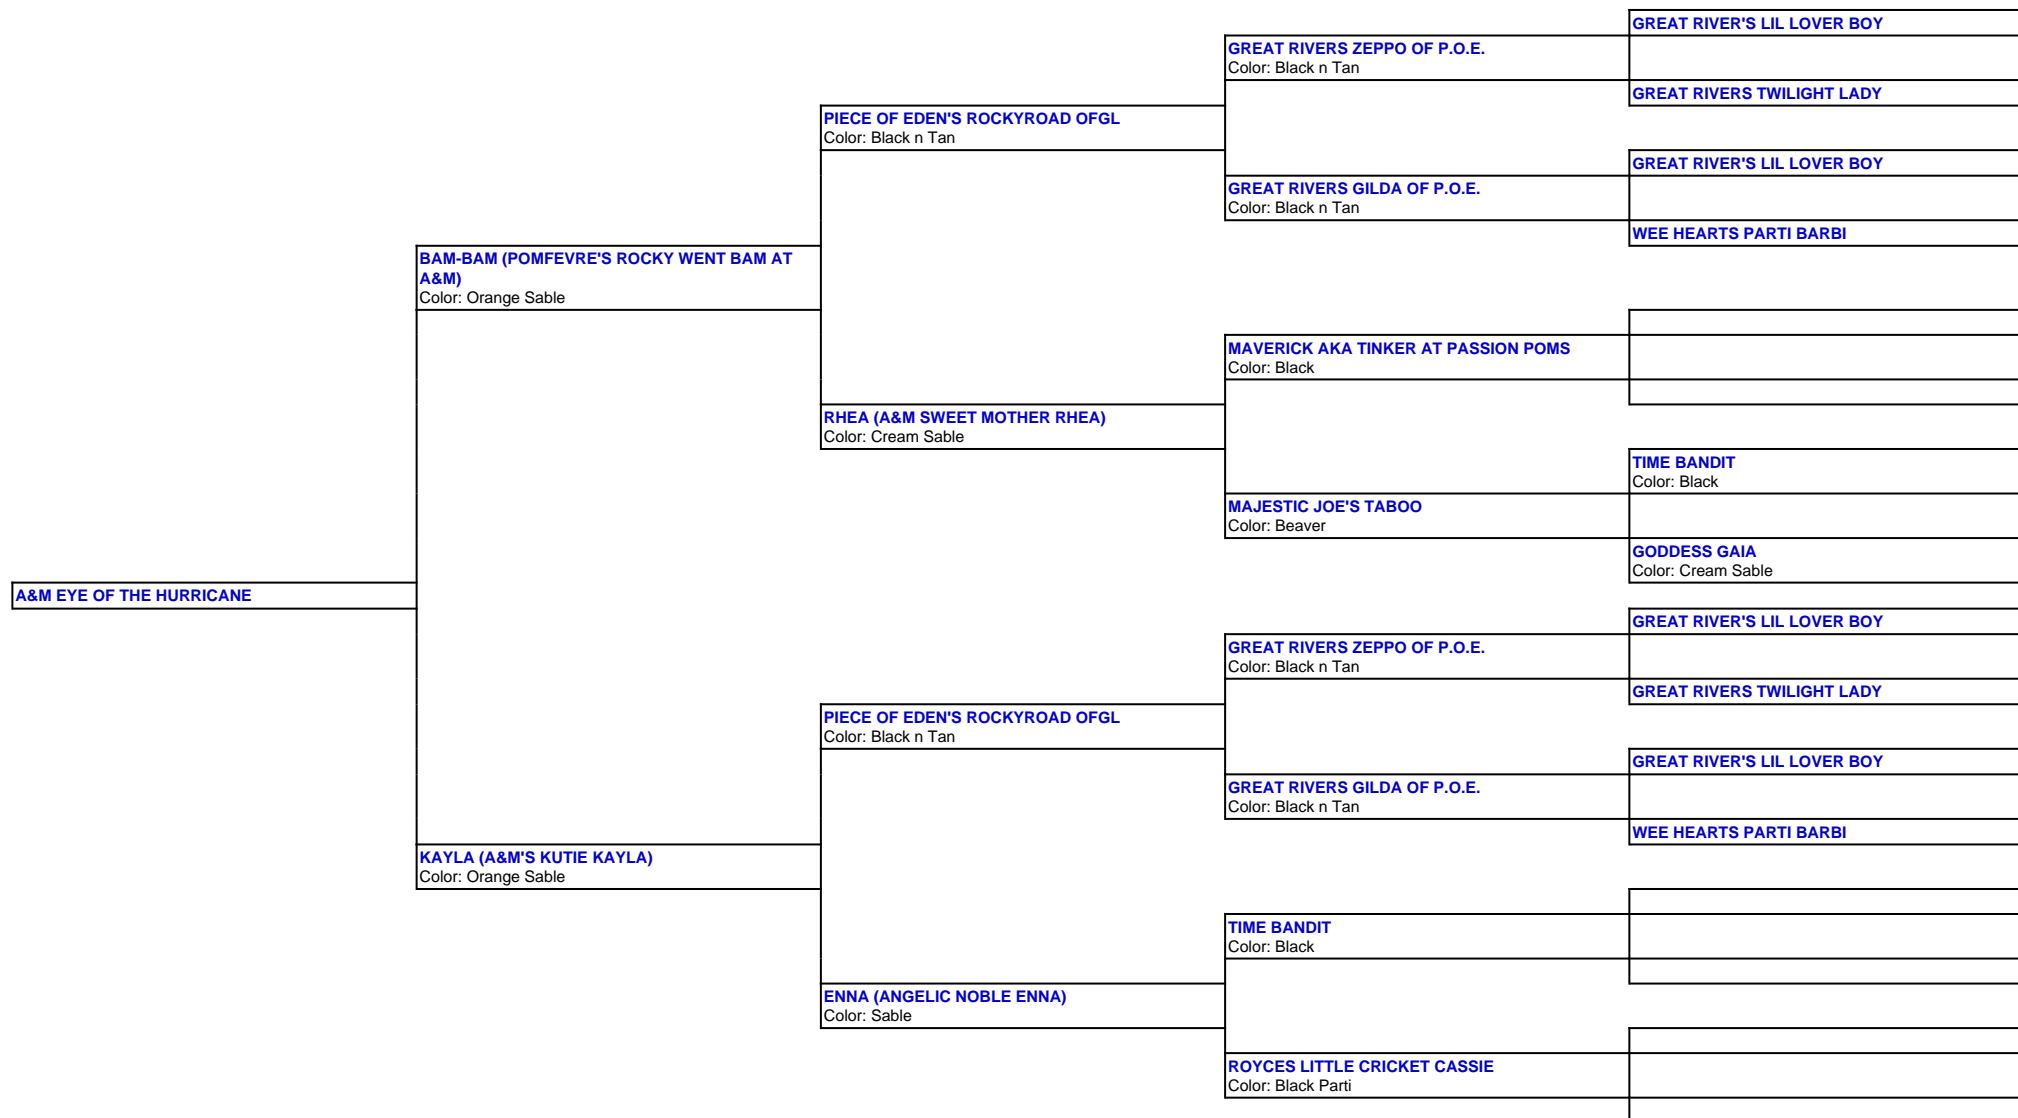 GREAT RIVER'S LIL LOVER BOY
GREAT RIVERS ZEPPO OF P.O.E.
Color: Black n Tan
GREAT RIVERS TWILIGHT LADY
PIECE OF EDEN'S ROCKYROAD OFGL
Color: Black n Tan
GREAT RIVER'S LIL LOVER BOY
GREAT RIVERS GILDA OF P.O.E.
Color: Black n Tan
WEE HEARTS PARTI BARBI
BAM-BAM (POMFEVRE'S ROCKY WENT BAM AT
A&M)
Color: Orange Sable
MAVERICK AKA TINKER AT PASSION POMS
Color: Black
RHEA (A&M SWEET MOTHER RHEA)
Color: Cream Sable
TIME BANDIT
Color: Black
MAJESTIC JOE'S TABOO
Color: Beaver
GODDESS GAIA
Color: Cream Sable
A&M EYE OF THE HURRICANE
GREAT RIVER'S LIL LOVER BOY
GREAT RIVERS ZEPPO OF P.O.E.
Color: Black n Tan
GREAT RIVERS TWILIGHT LADY
PIECE OF EDEN'S ROCKYROAD OFGL
Color: Black n Tan
GREAT RIVER'S LIL LOVER BOY
GREAT RIVERS GILDA OF P.O.E.
Color: Black n Tan
WEE HEARTS PARTI BARBI
KAYLA (A&M'S KUTIE KAYLA)
Color: Orange Sable
TIME BANDIT
Color: Black
ENNA (ANGELIC NOBLE ENNA)
Color: Sable
ROYCES LITTLE CRICKET CASSIE
Color: Black Parti